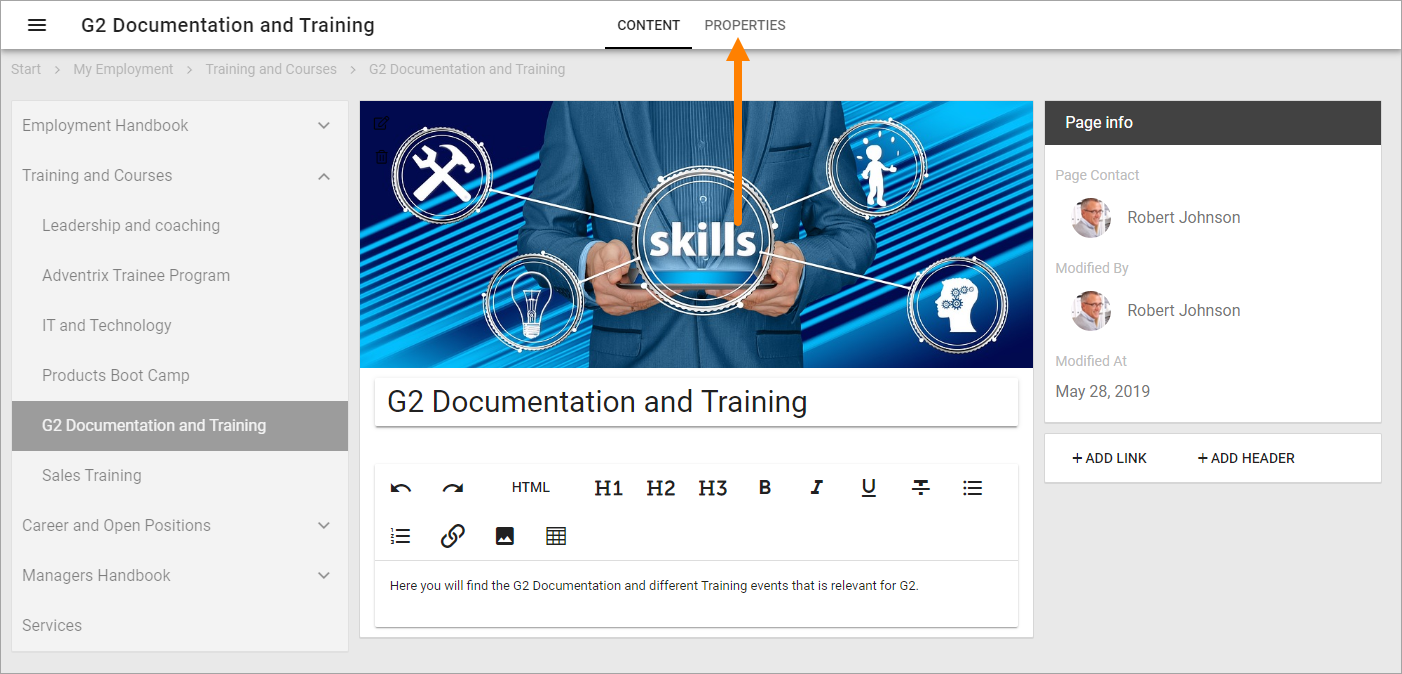 G2 Documentation and Training
CONTENT PROPERTIES
Start > My Employment > Training and Courses > G2 Documentation and Training
Employment Handbook
Training and Courses
Leadership and coaching
Adventrix Trainee Program
IT and Technology
Products Boot Camp
G2 Documentation and Training
Sales Training
Career and Open Positions
Managers Handbook
Services
skills
G2 Documentation and Training
HTML H1 H2 H3 B I U T
Here you will find the G2 Documentation and different Training events that is relevant for G2.
Page info
Page Contact
Robert Johnson
Modified By
Robert Johnson
Modified At
May 28, 2019
+ ADD LINK + ADD HEADER